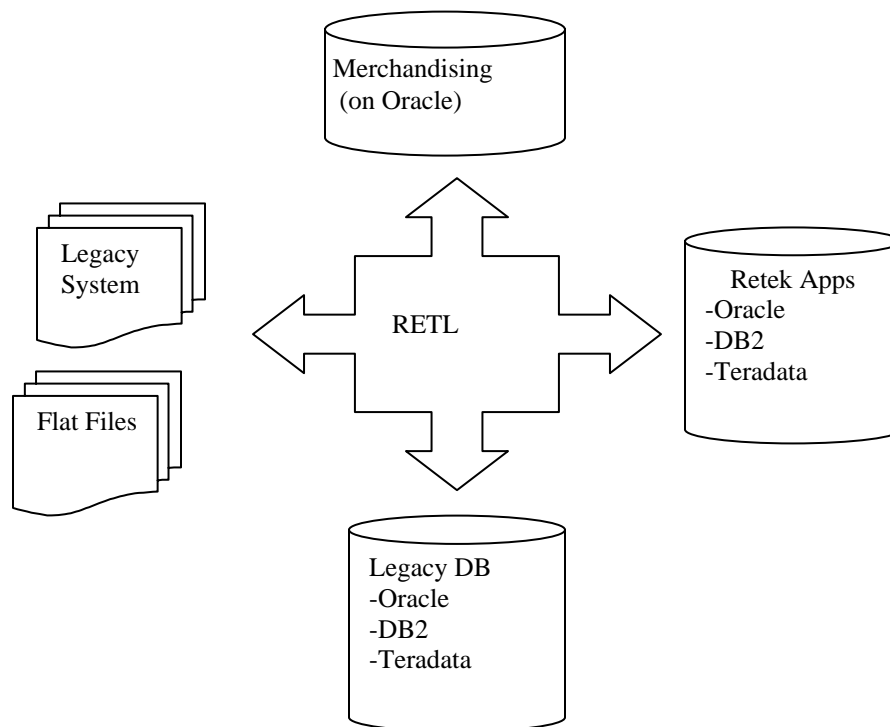 Merchandising
(on Oracle)
Legacy
System
Flat Files
RETL
Retek Apps
-Oracle
-DB2
-Teradata
Legacy DB
-Oracle
-DB2
-Teradata